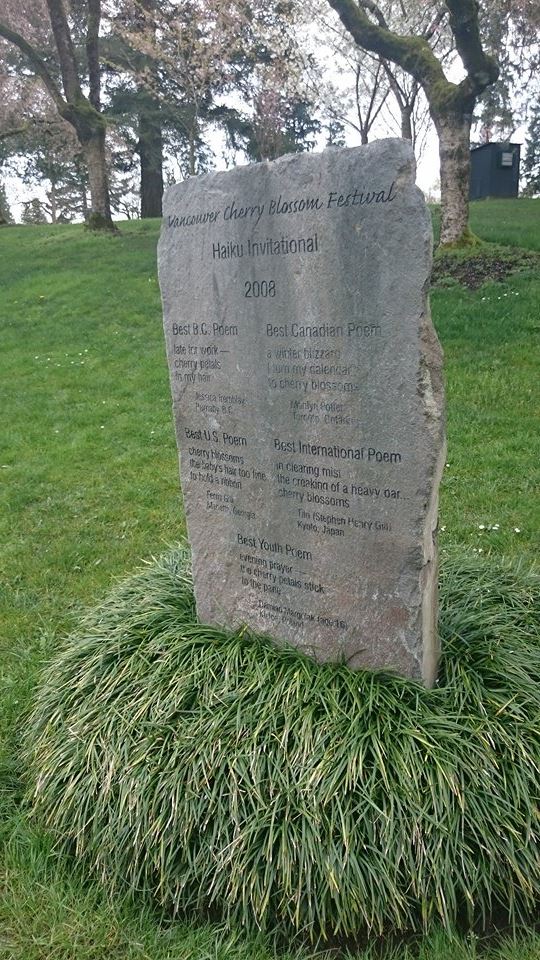 Vancouver Cherry Blossom Festival
Haiku Invitational
2008
Best B.C. Poem
late for work—
cherry petals
in my hair
Jessica Tremblay
Burnaby, B.C.
Best Canadian Poem
a winter blizzard
I turn my calendar
to cherry blossoms
Marilyn Potter
Toronto, Ontario
Best U.S. Poem
cherry blossoms
the baby's hair too fine
to hold a ribbon
Marietta, Georgia
Best International Poem
in clearing mist
the creaking of a heavy oar...
cherry blossoms
Tito (Stephen Henry Gill)
Kyoto, Japan
Best Youth Poem
evening prayer—
the cherry petals stick
to the pane
(age 16)
Poland